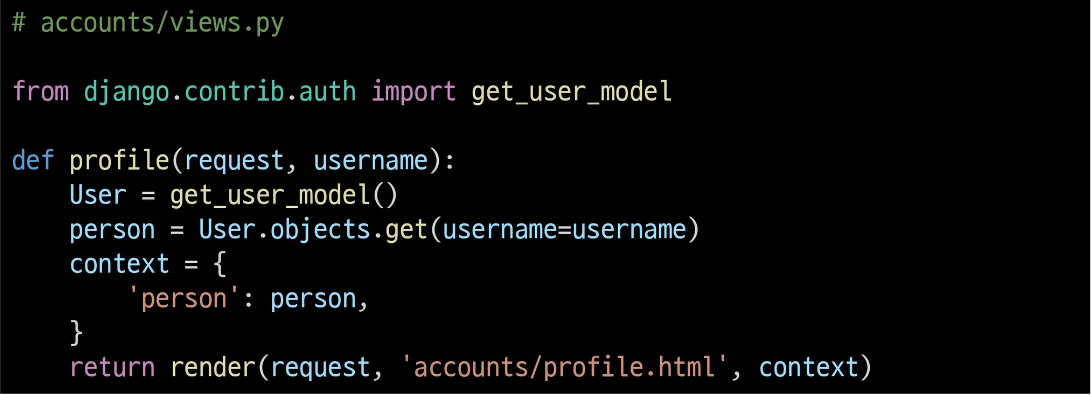 # accounts/views.py

from django.contrib.auth import get_user_model

def profile(request, username):
    User = get_user_model()
    person = User.objects.get(username=username)
    context = {
        'person': person,
    }
    return render(request, 'accounts/profile.html', context)